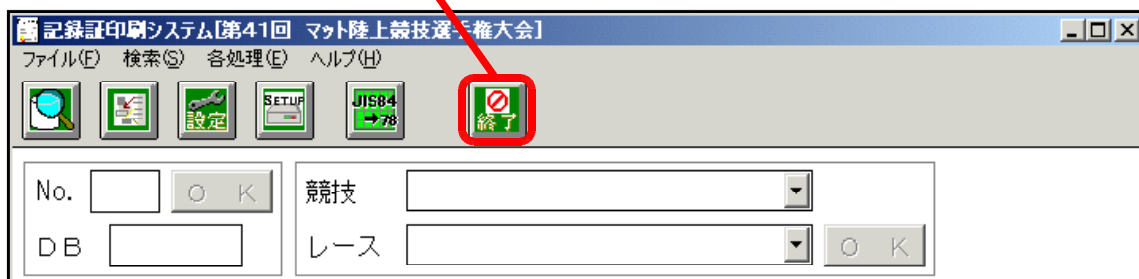 記録証印刷システム[第41回 マット陸上競技選手権大会]
ファイル(F) 検索(S) 各処理(E) ヘルプ(H)
設定 SETUP JIS84→78 終了
No. OK 競技
DB レース OK